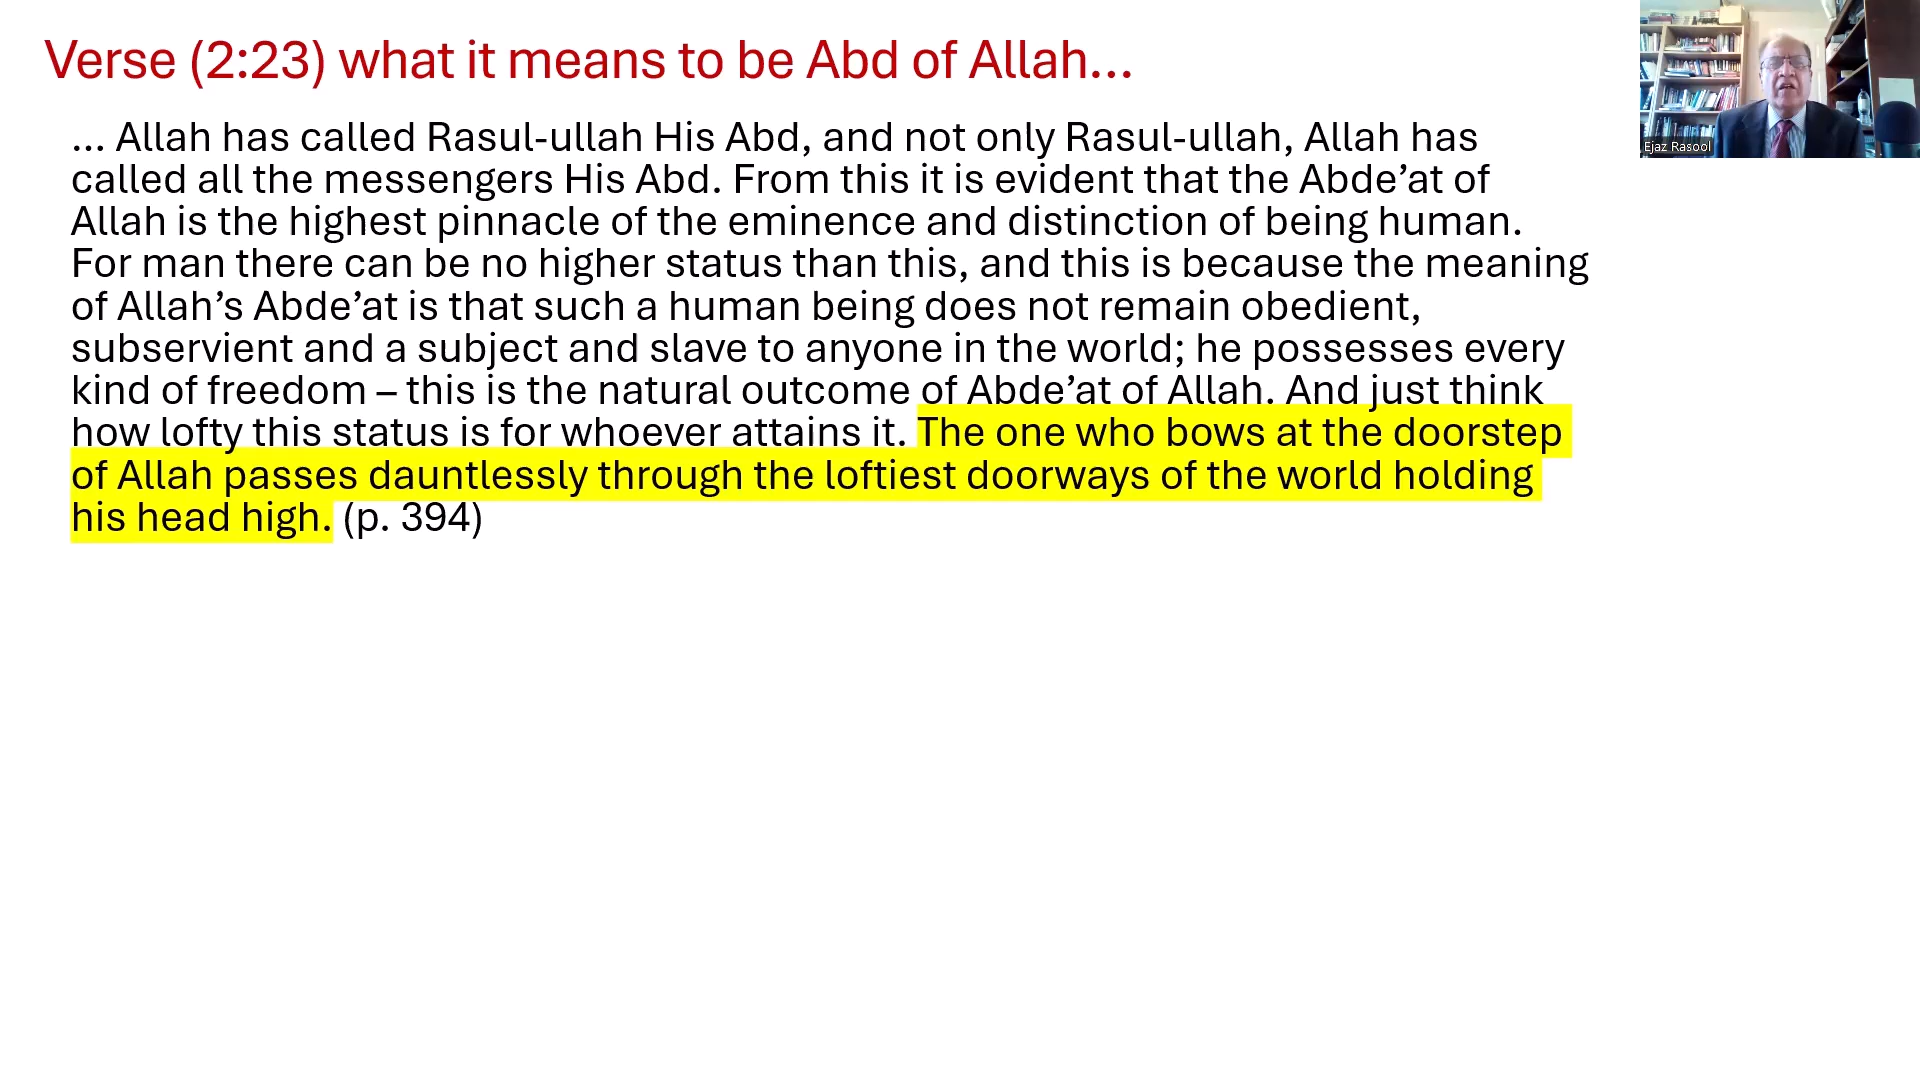 Verse (2:23) what it means to be Abd of Allah...
... Allah has called Rasul-ullah His Abd, and not only Rasul-ullah, Allah has
called all the messengers His Abd. From this it is evident that the Abde’at of
Allah is the highest pinnacle of the eminence and distinction of being human.
For man there can be no higher status than this, and this is because the meaning
of Allah’s Abde’at is that such a human being does not remain obedient,
subservient and a subject and slave to anyone in the world; he possesses every
kind of freedom – this is the natural outcome of Abde’at of Allah. And just think
how lofty this status is for whoever attains it. The one who bows at the doorstep
of Allah passes dauntlessly through the loftiest doorways of the world holding
his head high. (p. 394)
Ejaz Rasool